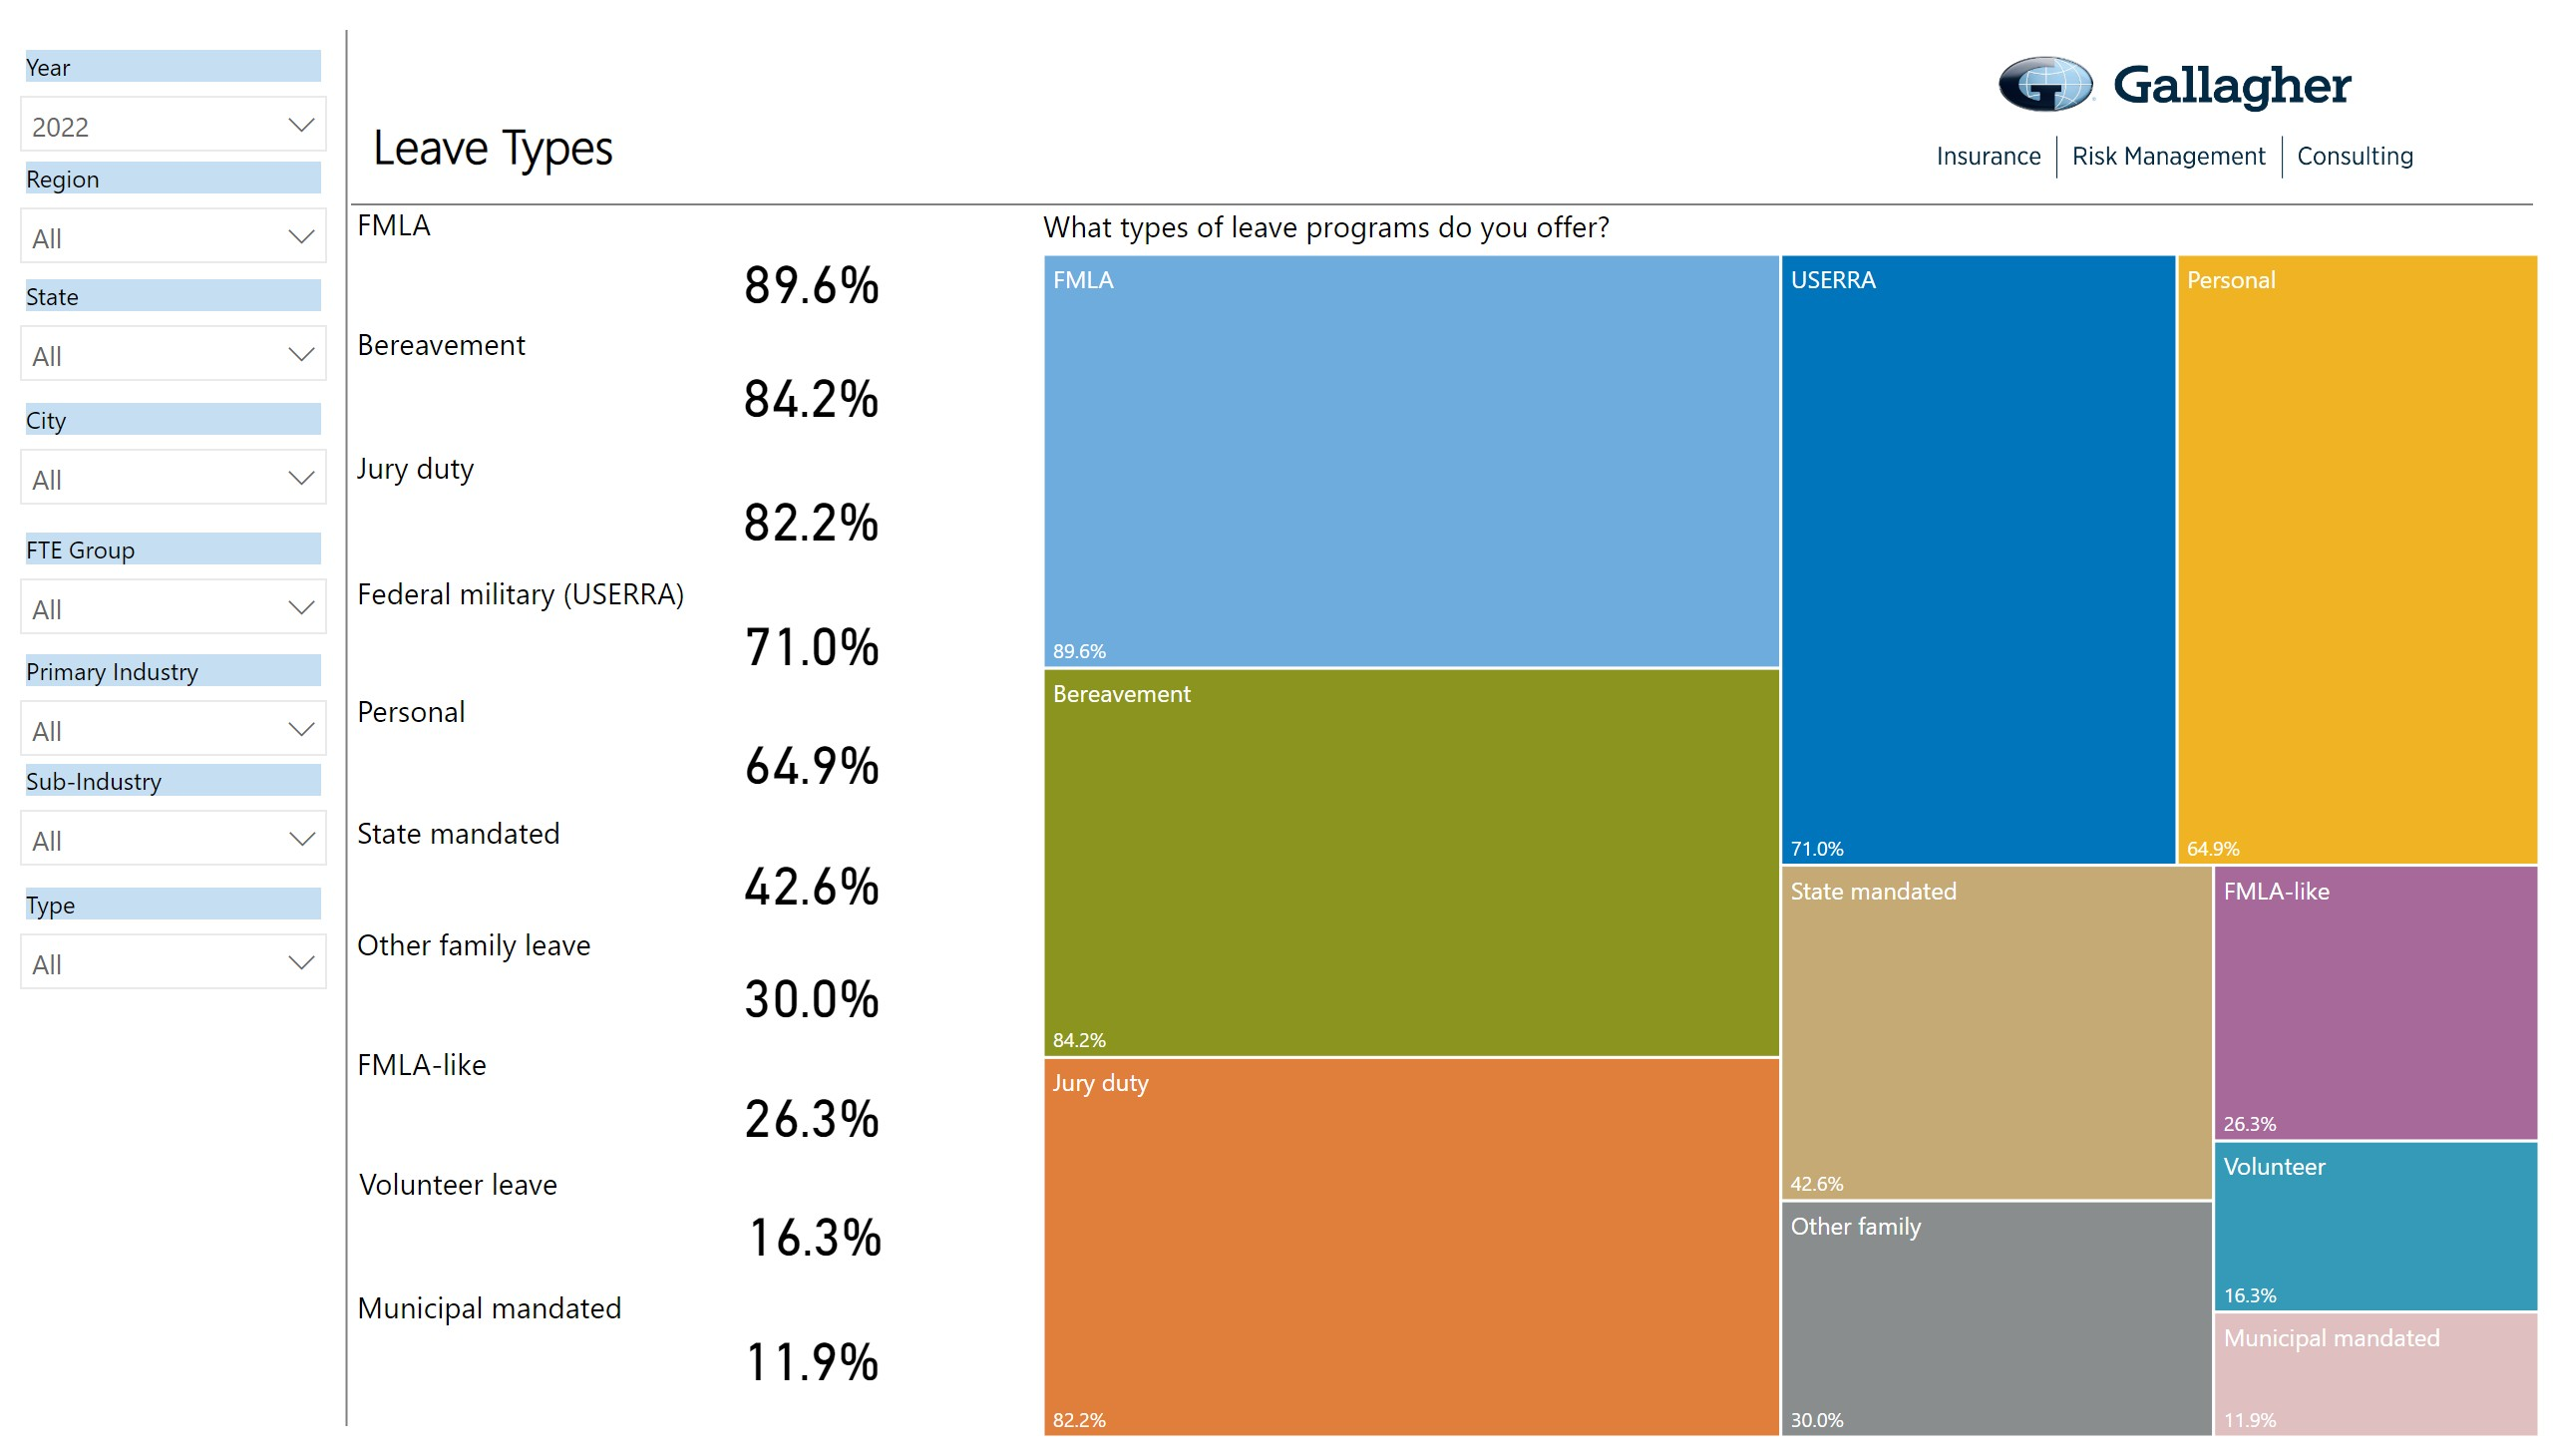 Year
2022
Region
All
State
All
City
All
FTE Group
All
Primary Industry
All
Sub-Industry
All
Type
All
Leave Types
Gallagher
Insurance | Risk Management | Consulting
FMLA
89.6%
Bereavement
84.2%
Jury duty
82.2%
Federal military (USERRA)
71.0%
Personal
64.9%
State mandated
42.6%
Other family leave
30.0%
FMLA-like
26.3%
Volunteer leave
16.3%
Municipal mandated
11.9%
What types of leave programs do you offer?
FMLA
89.6%
Bereavement
84.2%
Jury duty
82.2%
USERRA
71.0%
Personal
64.9%
State mandated
42.6%
Other family
30.0%
FMLA-like
26.3%
Volunteer
16.3%
Municipal mandated
11.9%